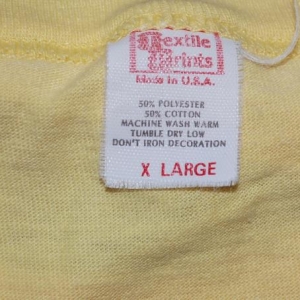 Textile
Prints
Made In U.S.A.
50% POLYESTER
50% COTTON
MACHINE WASH WARM
TUMBLE DRY LOW
DON'T IRON DECORATION
X LARGE